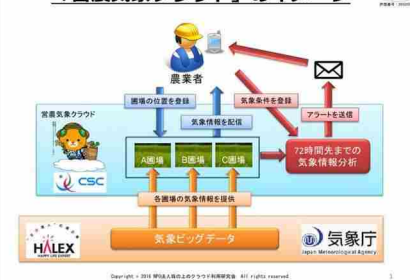 農業者
圃場の位置を登録
気象条件を登録
アラートを送信
気象情報を配信
営農気象クラウド
A圃場
B圃場
C圃場
72時間先までの
気象情報分析
CSC
各圃場の気象情報を提供
HALEX
HAPPY LIFE EXPERT
気象ビッグデータ
気象庁
Japan Meteorological Agency
1